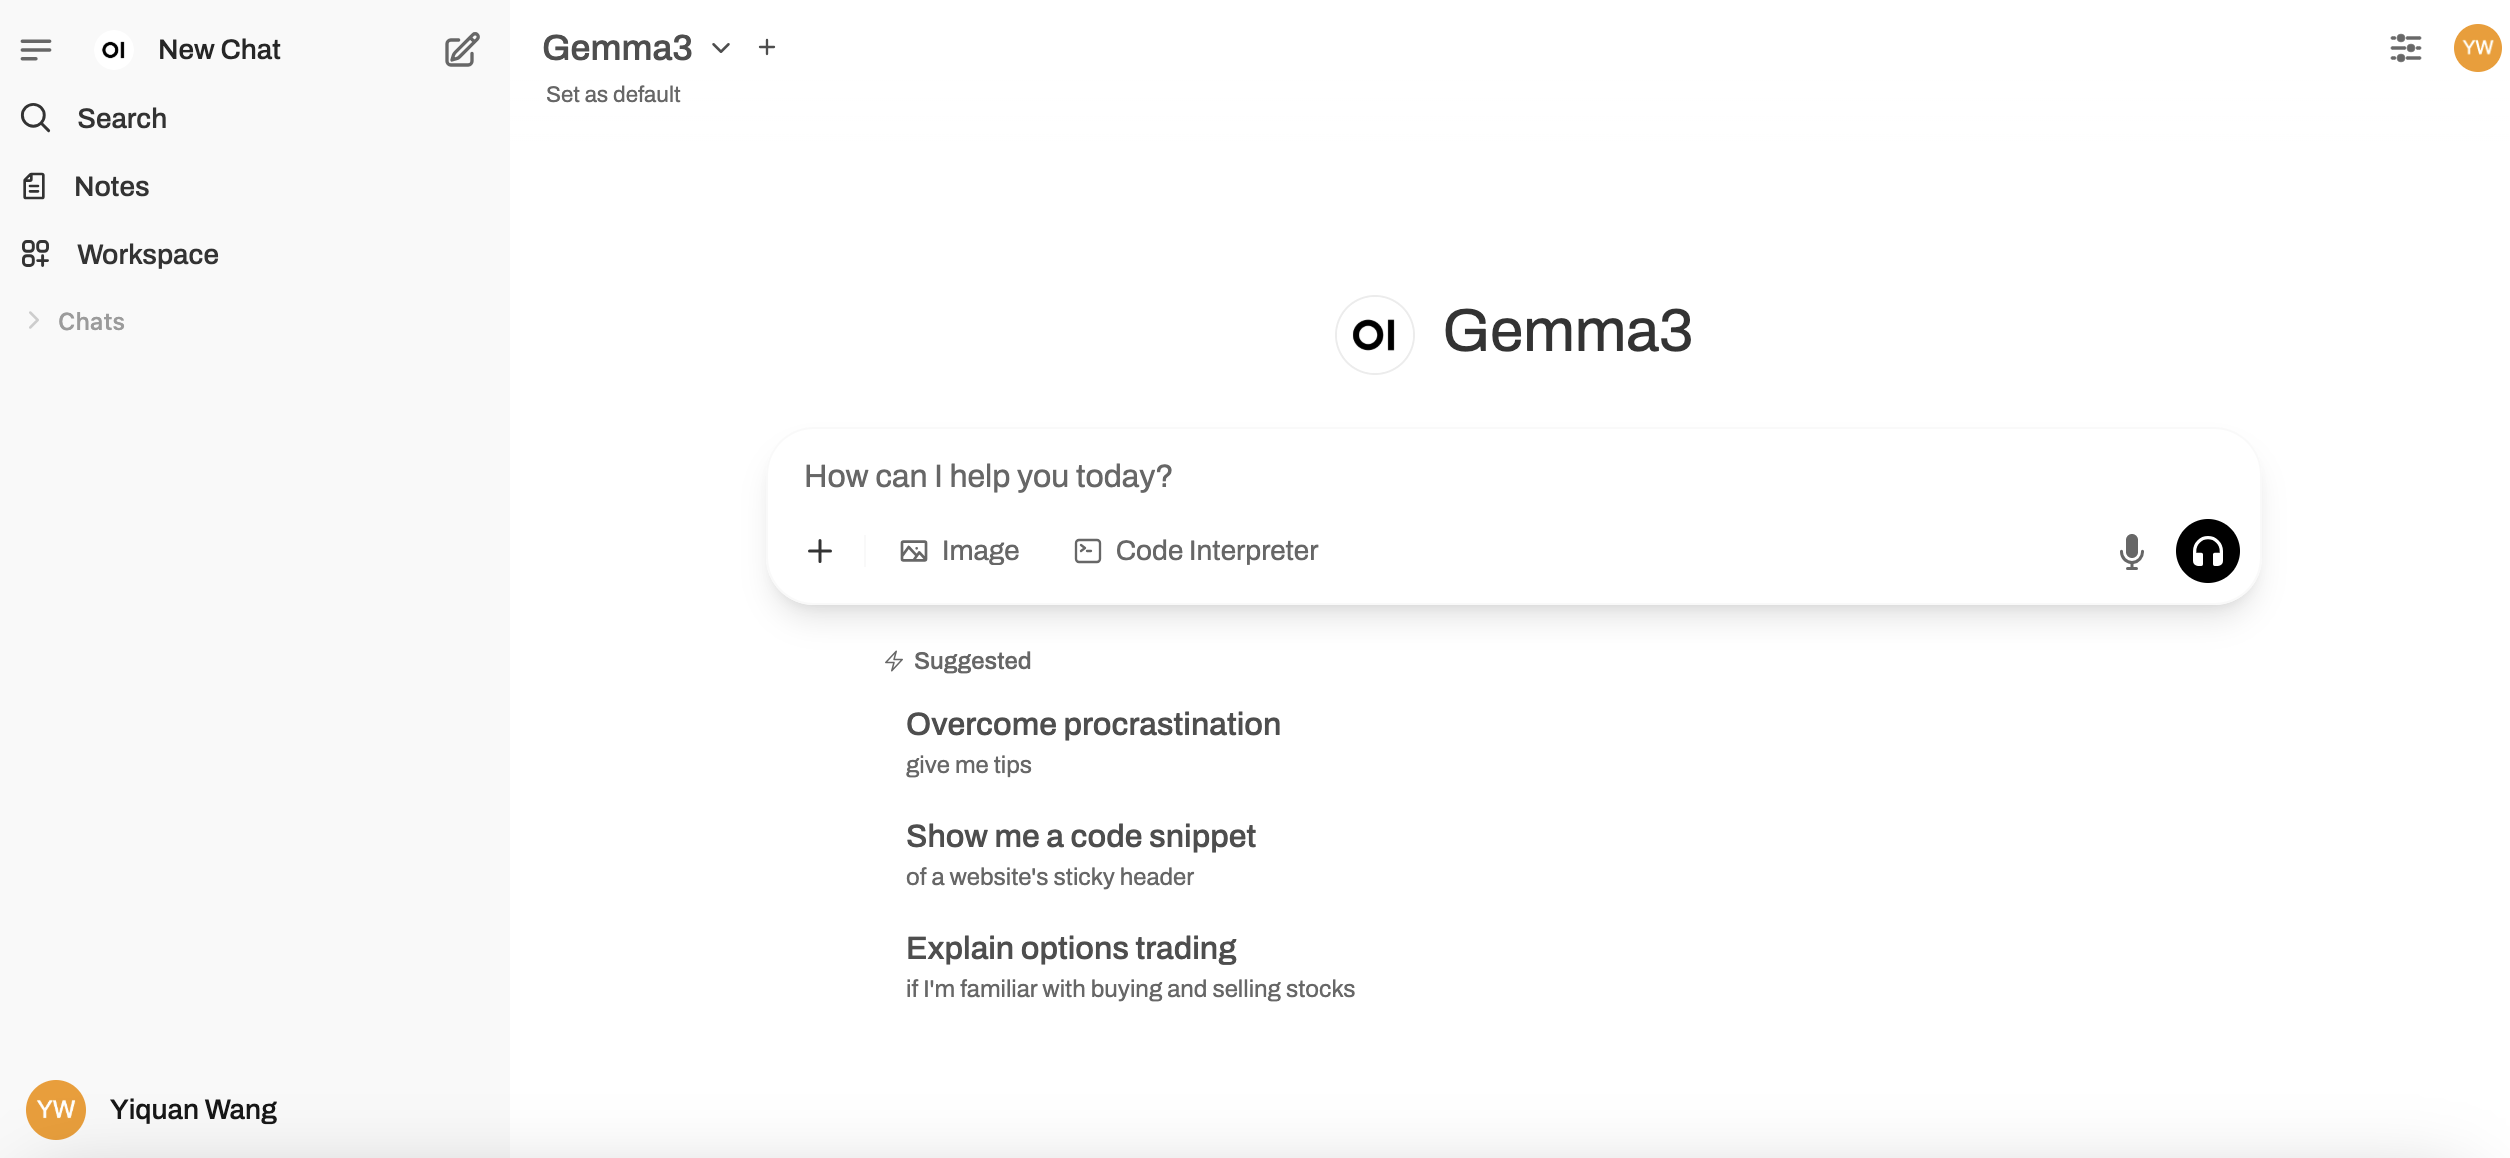 OI New Chat
Search
Notes
Workspace
Chats
YW Yiquan Wang
Gemma3
Set as default
YW
OI Gemma3
How can I help you today?
Image Code Interpreter
Suggested
Overcome procrastination
give me tips
Show me a code snippet
of a website's sticky header
Explain options trading
if I'm familiar with buying and selling stocks